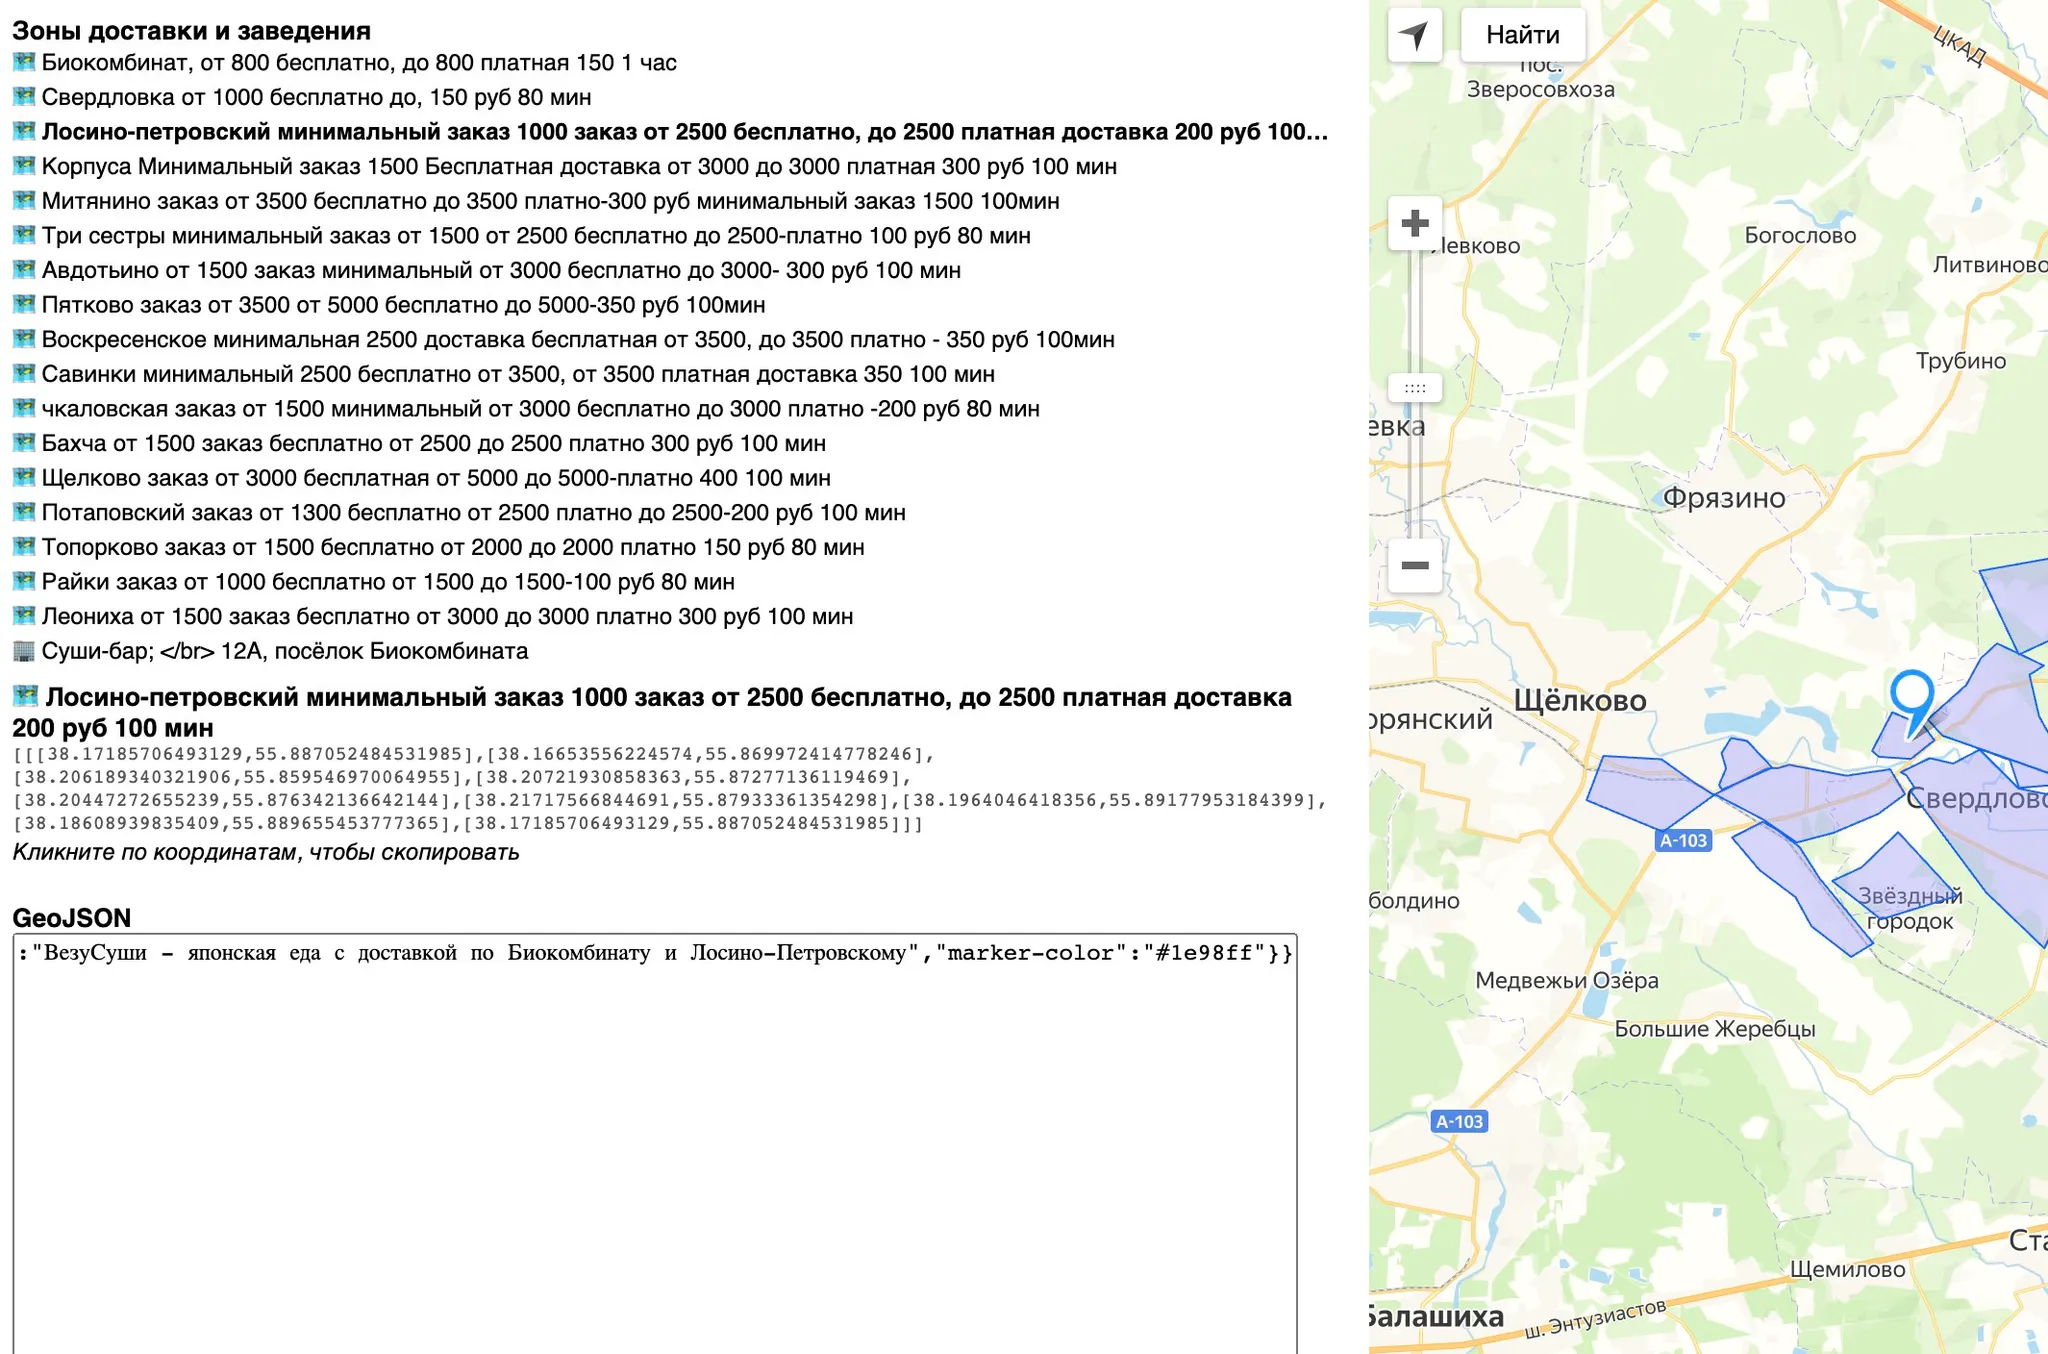 Зоны доставки и заведения
Биокомбинат, от 800 бесплатно, до 800 платная 150 1 час
Свердловка от 1000 бесплатно до, 150 руб 80 мин
Лосино-петровский минимальный заказ 1000 заказ от 2500 бесплатно, до 2500 платная доставка 200 руб 100...
Корпуса Минимальный заказ 1500 Бесплатная доставка от 3000 до 3000 платная 300 руб 100 мин
Митянино заказ от 3500 бесплатно до 3500 платно-300 руб минимальный заказ 1500 100мин
Три сестры минимальный заказ от 1500 от 2500 бесплатно до 2500-платно 100 руб 80 мин
Авдотьино от 1500 заказ минимальный от 3000 бесплатно до 3000- 300 руб 100 мин
Пятково заказ от 3500 от 5000 бесплатно до 5000-350 руб 100мин
Воскресенское минимальная 2500 доставка бесплатная от 3500, до 3500 платно - 350 руб 100мин
Савинки минимальный 2500 бесплатно от 3500, от 3500 платная доставка 350 100 мин
чкаловская заказ от 1500 минимальный от 3000 бесплатно до 3000 платно -200 руб 80 мин
Бахча от 1500 заказ бесплатно от 2500 до 2500 платно 300 руб 100 мин
Щелково заказ от 3000 бесплатная от 5000 до 5000-платно 400 100 мин
Потаповский заказ от 1300 бесплатно от 2500 платно до 2500-200 руб 100 мин
Топорково заказ от 1500 бесплатно от 2000 до 2000 платно 150 руб 80 мин
Райки заказ от 1000 бесплатно от 1500 до 1500-100 руб 80 мин
Леониха от 1500 заказ бесплатно от 3000 до 3000 платно 300 руб 100 мин
Суши-бар; </br> 12А, посёлок Биокомбината
Лосино-петровский минимальный заказ 1000 заказ от 2500 бесплатно, до 2500 платная доставка
200 руб 100 мин
[[[38.17185706493129,55.887052484531985],[38.16653556224574,55.869972414778246],
[38.206189340321906,55.859546970064955],[38.20721930858363,55.87277136119469],
[38.20447272655239,55.876342136642144],[38.21717566844691,55.87933361354298],[38.1964046418356,55.89177953184399],
[38.18608939835409,55.889655453777365],[38.17185706493129,55.887052484531985]]]
Кликните по координатам, чтобы скопировать
GeoJSON
:"ВезуСуши - японская еда с доставкой по Биокомбинату и Лосино-Петровскому","marker-color":"#1e98ff"}}
Найти
ЦКАД
пос.
Зверосовхоза
Левково
Богослово
Литвиново
Трубино
евка
Фрязино
Щёлково
орянский
Свердловс
А-103
Звёздный
городок
болдино
Медвежьи Озёра
Большие Жеребцы
А-103
Ста
Щемилово
Балашиха
ш. Энтузиастов